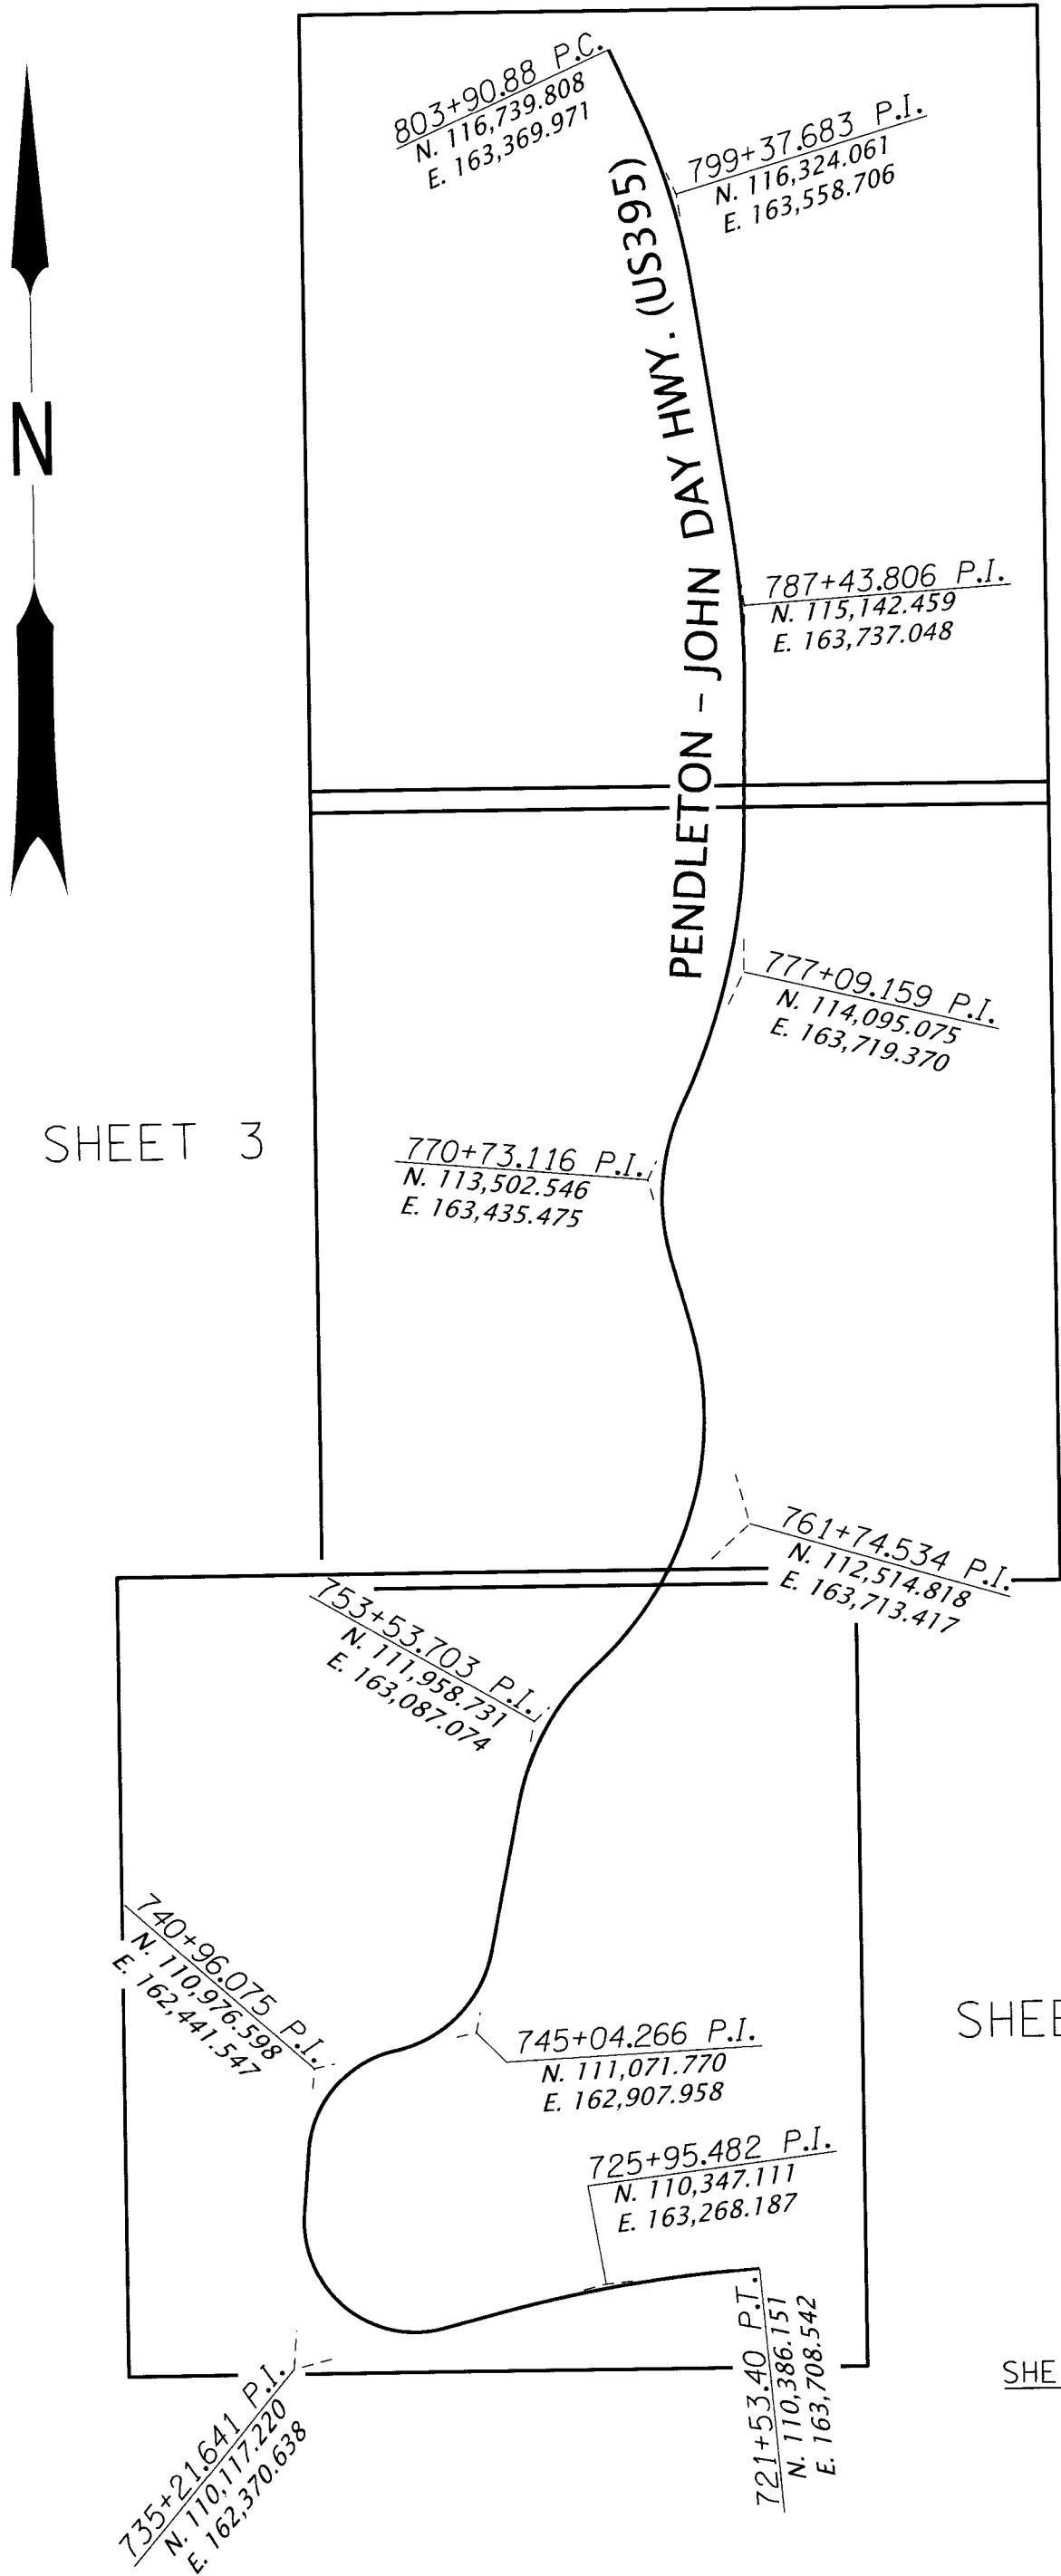 803+90.88 P.C.
N. 116,739.808
E. 163,369.971
799+37.683 P.I.
N. 116,324.061
E. 163,558.706
N
PENDLETON - JOHN DAY HWY. (US395)
787+43.806 P.I.
N. 115,142.459
E. 163,737.048
777+09.159 P.I.
N. 114,095.075
E. 163,719.370
SHEET 3
770+73.116 P.I.
N. 113,502.546
E. 163,435.475
761+74.534 P.I.
N. 112,514.818
E. 163,713.417
753+53.703 P.I.
N. 111,958.731
E. 163,087.074
740+96.075 P.I.
N. 110,976.598
E. 162,441.547
745+04.266 P.I.
N. 111,071.770
E. 162,907.958
725+95.482 P.I.
N. 110,347.111
E. 163,268.187
721+53.40 P.T.
N. 110,386.151
E. 163,708.542
735+21.641 P.I.
N. 110,117.220
E. 162,370.638